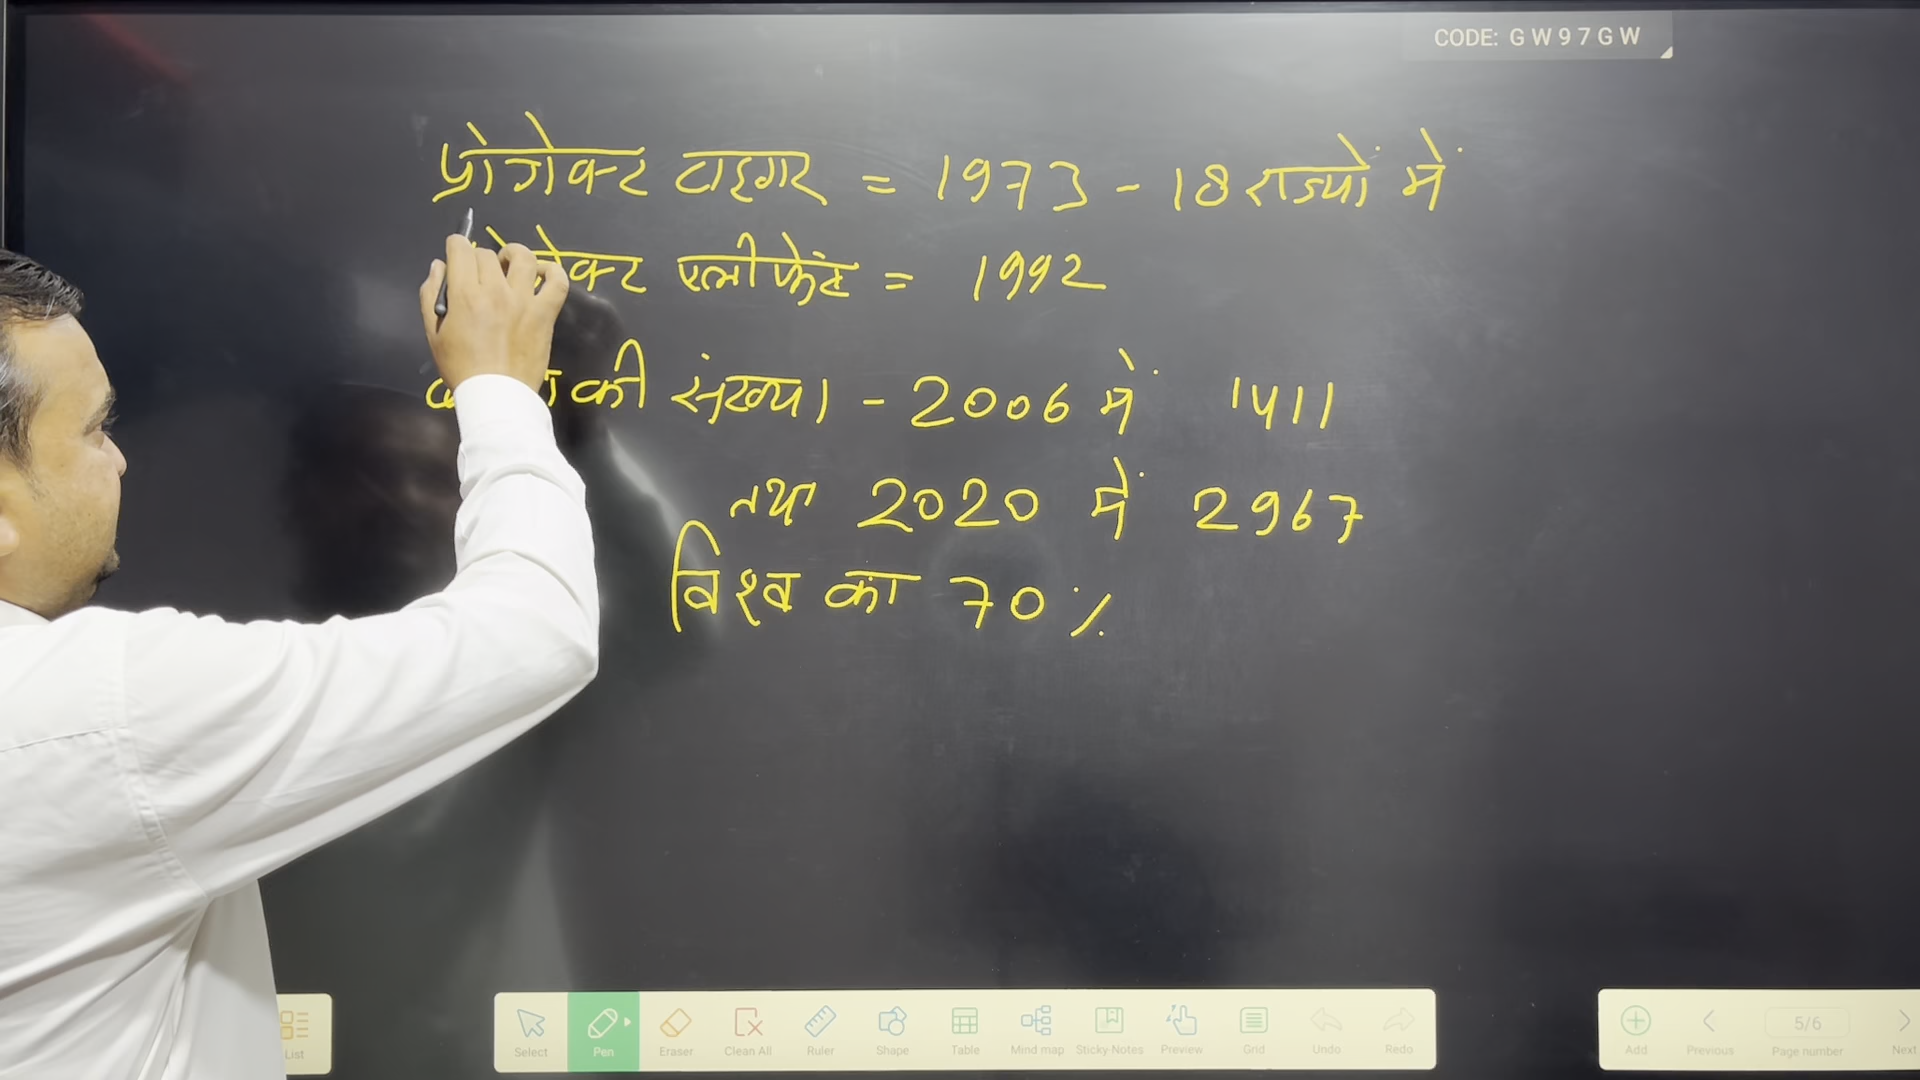 CODE: GW97GW
प्रोजेक्ट टाइगर = 1973 - 18 राज्यों में
एलीफेंट = 1992
की संख्या - 2006 में 1411
तथा 2020 में 2967
विश्व का 70%
List
Select Pen Eraser Clean All Ruler Shape Table Mind map Sticky-Notes Preview Grid Undo Redo
Add Previous 5/6 Page number Next